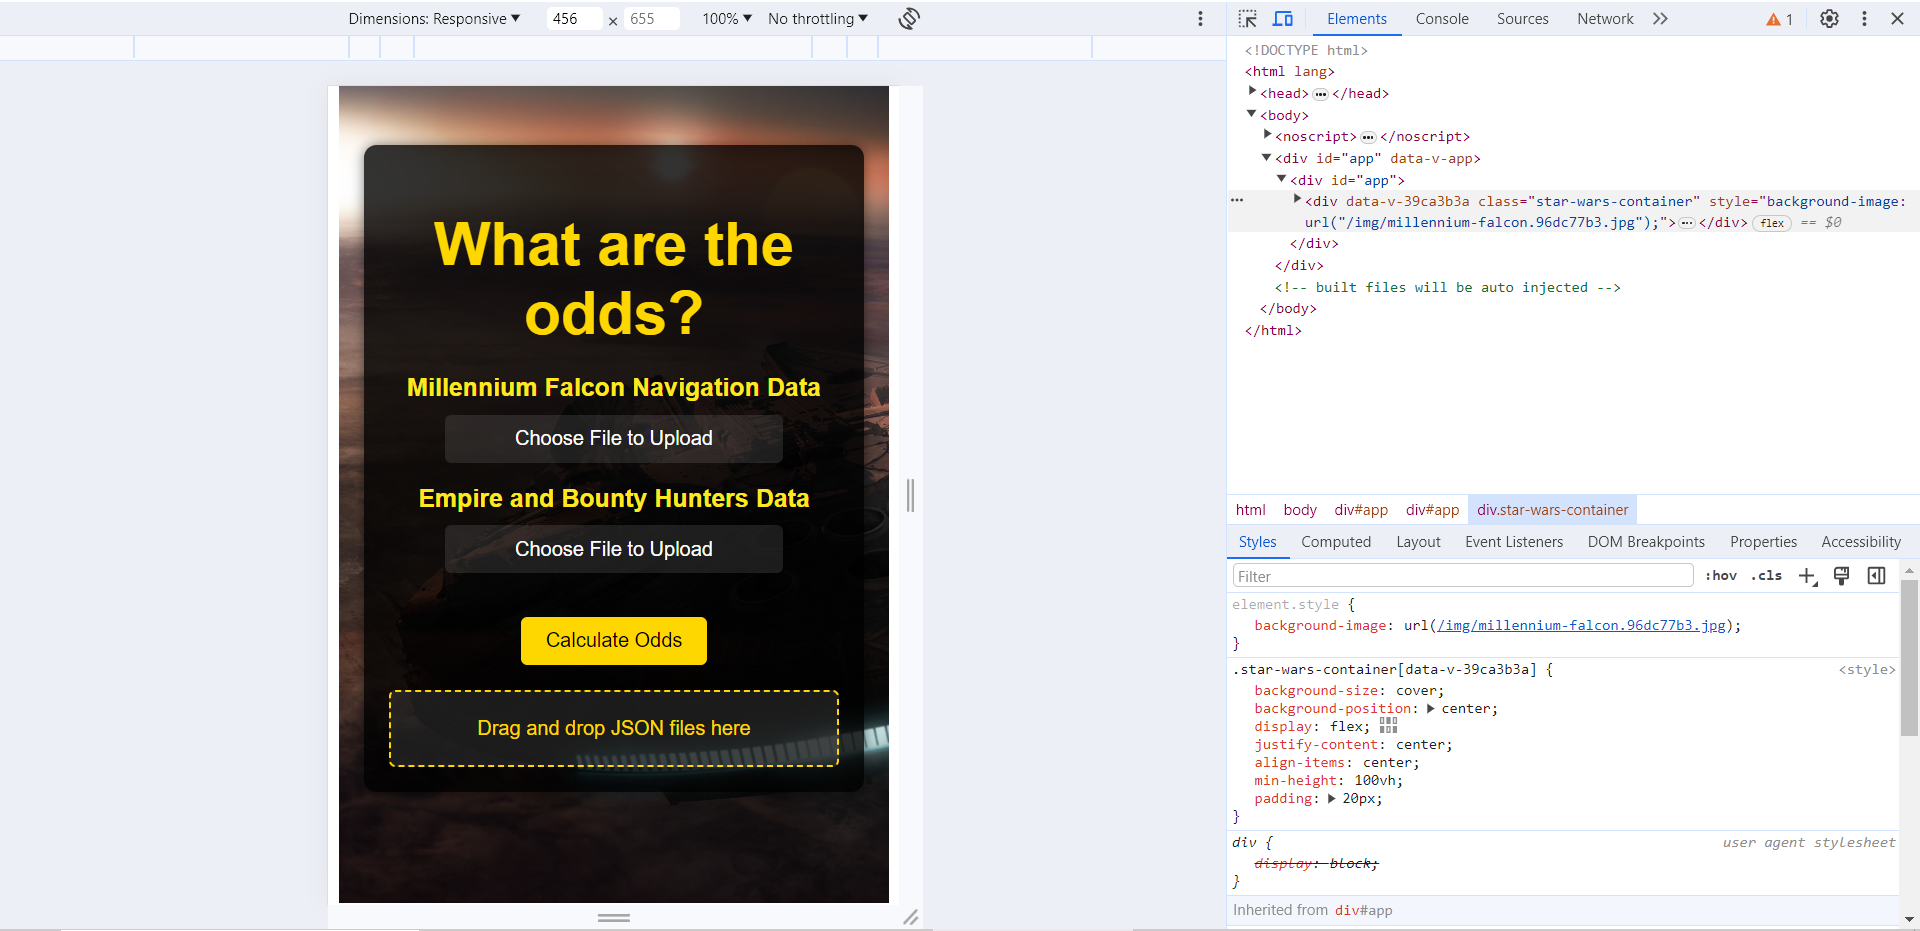 Dimensions: Responsive ▼ 456 × 655 100% ▼ No throttling ▼
Elements Console Sources Network 1
What are the
odds?
Millennium Falcon Navigation Data
Choose File to Upload
Empire and Bounty Hunters Data
Choose File to Upload
Calculate Odds
Drag and drop JSON files here
<!DOCTYPE html>
<html lang>
<head> ••• </head>
<body>
<noscript> ••• </noscript>
<div id="app" data-v-app>
<div id="app">
<div data-v-39ca3b3a class="star-wars-container" style="background-image:
url("/img/millennium-falcon.96dc77b3.jpg");"> ••• </div> flex == $0
</div>
</div>
<!-- built files will be auto injected -->
</body>
</html>
html body div#app div#app div.star-wars-container
Styles Computed Layout Event Listeners DOM Breakpoints Properties Accessibility
Filter :hov .cls
element.style {
background-image: url(/img/millennium-falcon.96dc77b3.jpg);
}
.star-wars-container[data-v-39ca3b3a] { <style>
background-size: cover;
background-position: center;
display: flex;
justify-content: center;
align-items: center;
min-height: 100vh;
padding: 20px;
}
div { user agent stylesheet
display: block;
}
Inherited from div#app